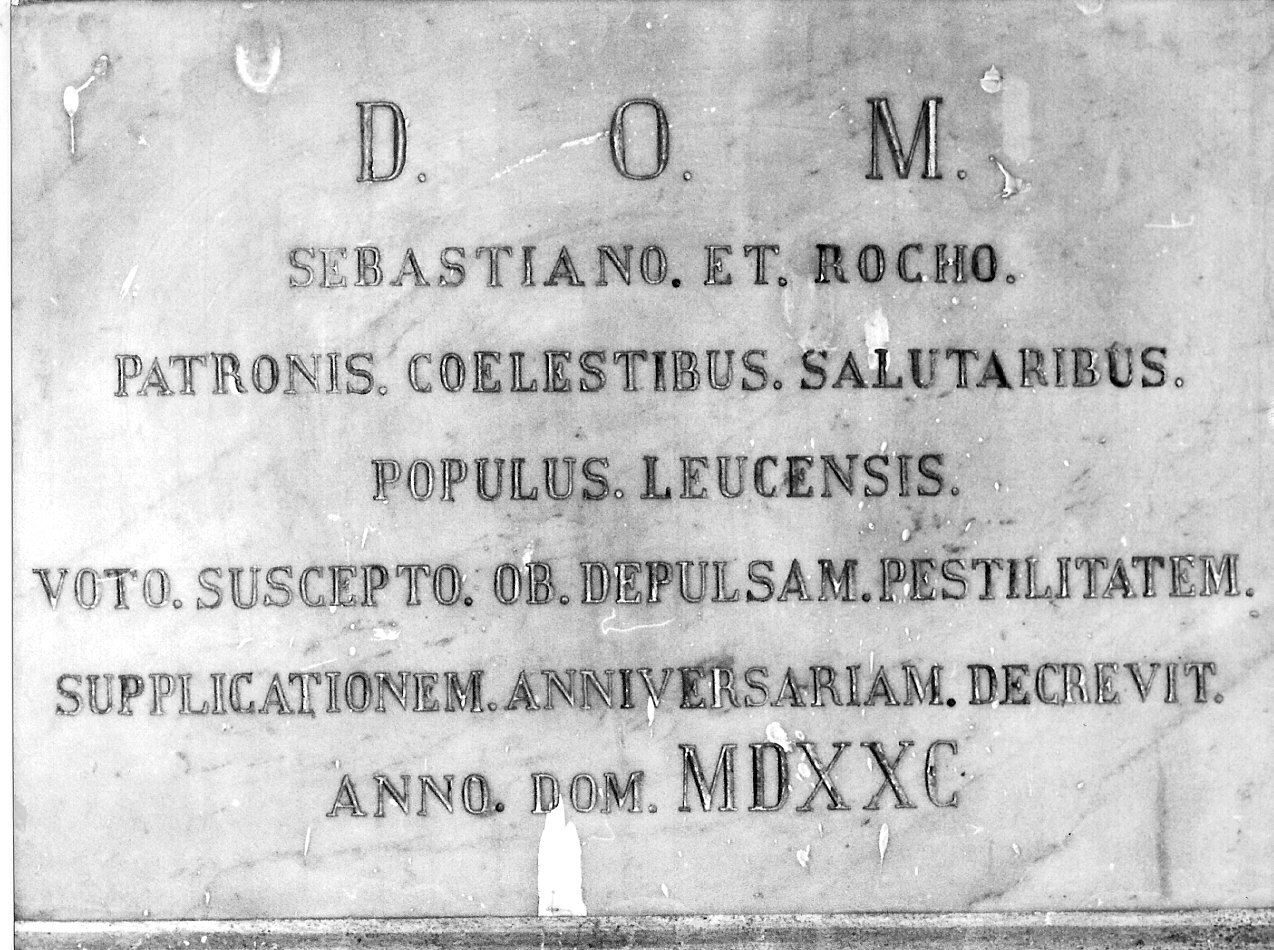 D. O. M.
SEBASTIANO. ET. ROCHO.
PATRONIS. COELESTIBUS. SALUTARIBUS.
POPULUS. LEUCENSIS.
VOTO. SUSCEPTO. OB. DEPULSAM. PESTILITATEM.
SUPPLICATIONEM. ANNIVERSARIAM. DECREVIT.
ANNO. DOM. MDXXC